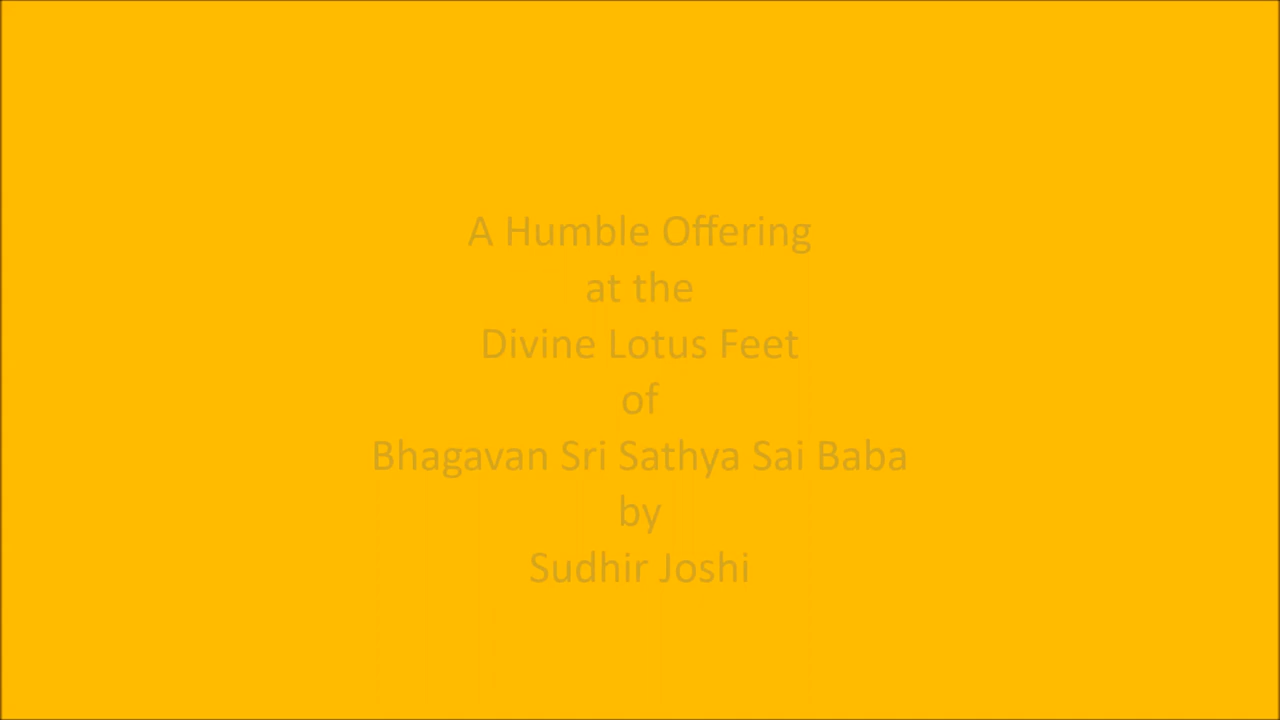 A Humble Offering
at the
Divine Lotus Feet
of
Bhagavan Sri Sathya Sai Baba
by
Sudhir Joshi